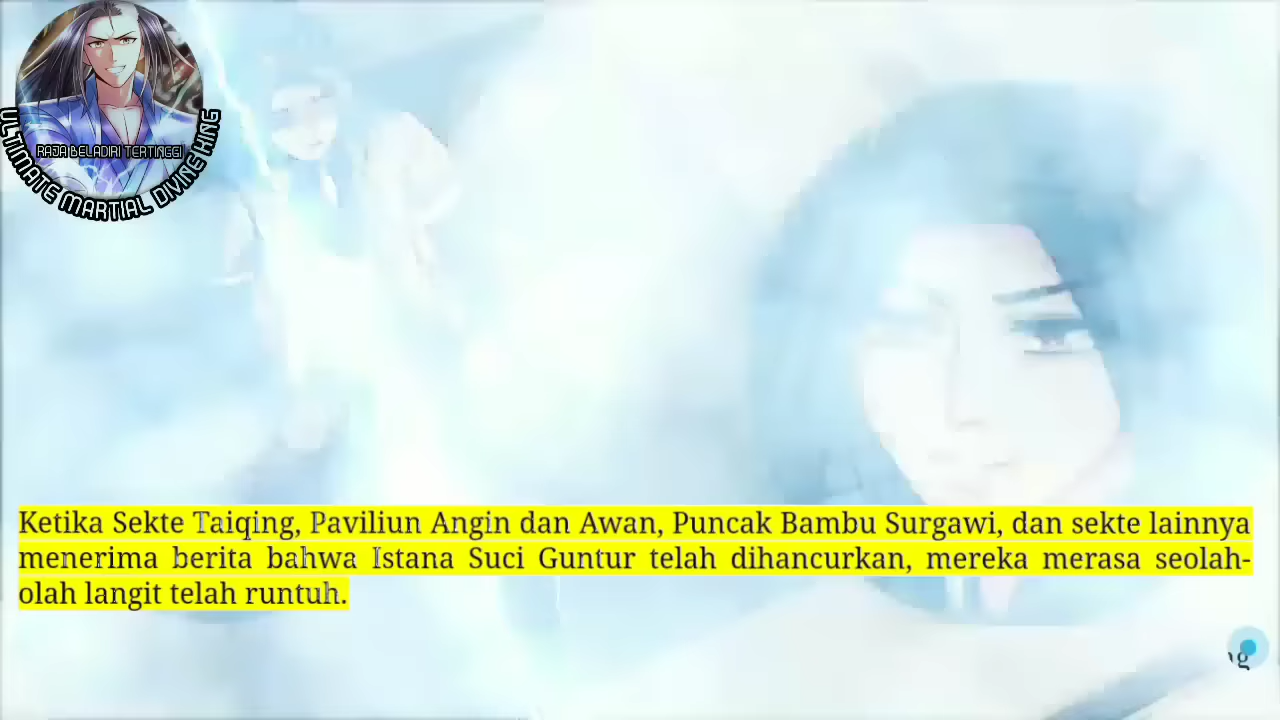 RAJA BELADIRI TERTINGGI
ULTIMATE MARTIAL DIVINE KING
Ketika Sekte Taiqing, Paviliun Angin dan Awan, Puncak Bambu Surgawi, dan sekte lainnya
menerima berita bahwa Istana Suci Guntur telah dihancurkan, mereka merasa seolah-
olah langit telah runtuh.